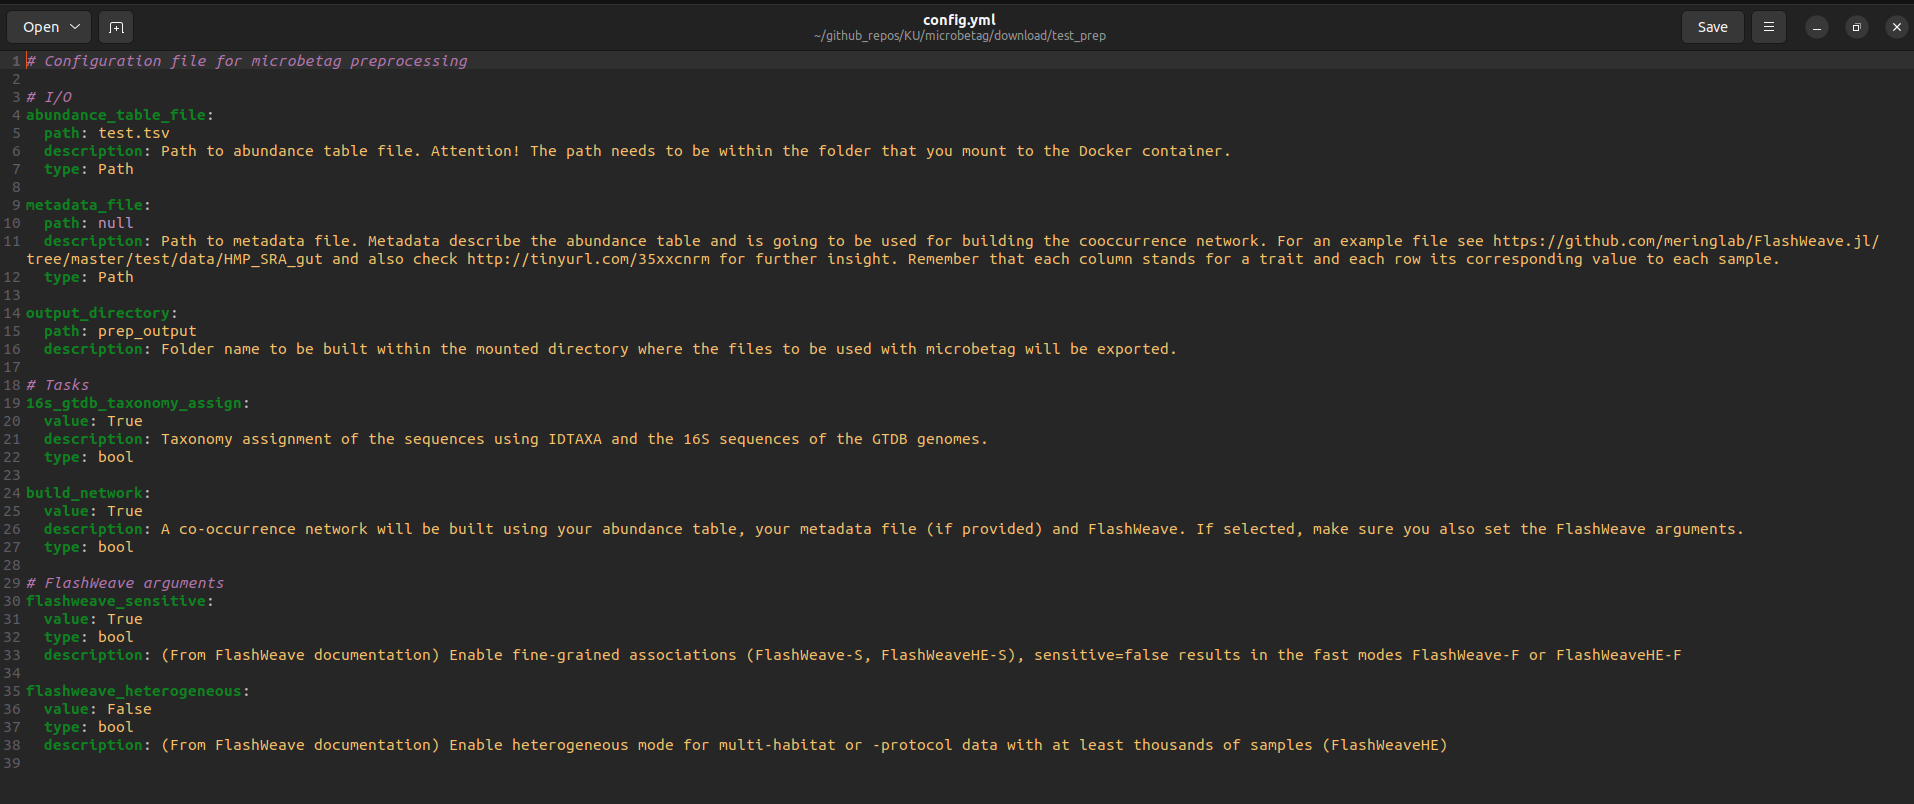 Open
config.yml
~/github_repos/KU/microbetag/download/test_prep
Save
1 # Configuration file for microbetag preprocessing
2
3 # I/O
4 abundance_table_file:
5   path: test.tsv
6   description: Path to abundance table file. Attention! The path needs to be within the folder that you mount to the Docker container.
7   type: Path
8
9 metadata_file:
10   path: null
11   description: Path to metadata file. Metadata describe the abundance table and is going to be used for building the cooccurrence network. For an example file see https://github.com/meringlab/FlashWeave.jl/
tree/master/test/data/HMP_SRA_gut and also check http://tinyurl.com/35xxcnrm for further insight. Remember that each column stands for a trait and each row its corresponding value to each sample.
12   type: Path
13
14 output_directory:
15   path: prep_output
16   description: Folder name to be built within the mounted directory where the files to be used with microbetag will be exported.
17
18 # Tasks
19 16s_gtdb_taxonomy_assign:
20   value: True
21   description: Taxonomy assignment of the sequences using IDTAXA and the 16S sequences of the GTDB genomes.
22   type: bool
23
24 build_network:
25   value: True
26   description: A co-occurrence network will be built using your abundance table, your metadata file (if provided) and FlashWeave. If selected, make sure you also set the FlashWeave arguments.
27   type: bool
28
29 # FlashWeave arguments
30 flashweave_sensitive:
31   value: True
32   type: bool
33   description: (From FlashWeave documentation) Enable fine-grained associations (FlashWeave-S, FlashWeaveHE-S), sensitive=false results in the fast modes FlashWeave-F or FlashWeaveHE-F
34
35 flashweave_heterogeneous:
36   value: False
37   type: bool
38   description: (From FlashWeave documentation) Enable heterogeneous mode for multi-habitat or -protocol data with at least thousands of samples (FlashWeaveHE)
39